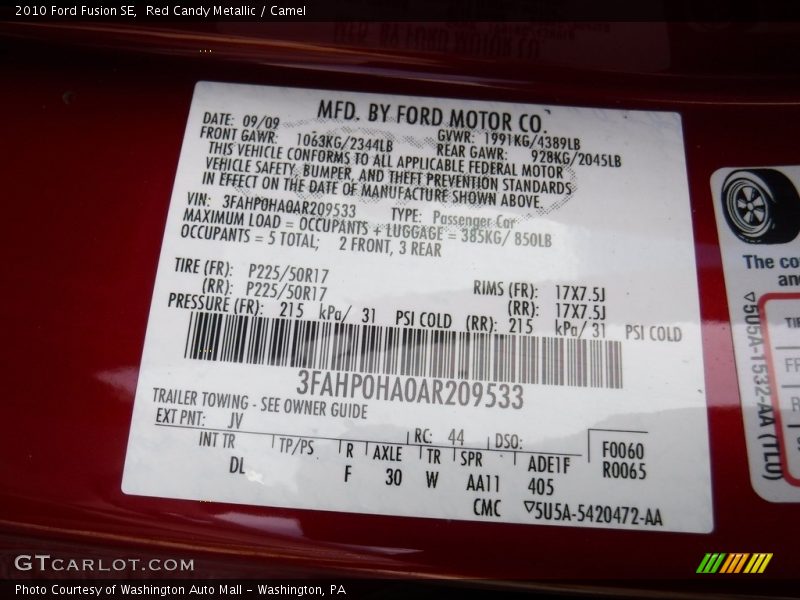 2010 Ford Fusion SE, Red Candy Metallic / Camel
MFD. BY FORD MOTOR CO.
DATE: 09/09 GVWR: 1991KG/4389LB
FRONT GAWR: 1063KG/2344LB REAR GAWR: 928KG/2045LB
THIS VEHICLE CONFORMS TO ALL APPLICABLE FEDERAL MOTOR
VEHICLE SAFETY, BUMPER, AND THEFT PREVENTION STANDARDS
IN EFFECT ON THE DATE OF MANUFACTURE SHOWN ABOVE.
VIN: 3FAHP0HA0AR209533 TYPE: Passenger Car
MAXIMUM LOAD = OCCUPANTS + LUGGAGE = 385KG/ 850LB
OCCUPANTS = 5 TOTAL; 2 FRONT, 3 REAR
TIRE (FR): P225/50R17 RIMS (FR): 17X7.5J
(RR): P225/50R17 (RR): 17X7.5J
PRESSURE (FR): 215 kPa/ 31 PSI COLD (RR): 215 kPa/ 31 PSI COLD
3FAHP0HA0AR209533
TRAILER TOWING - SEE OWNER GUIDE
EXT PNT: JV RC: 44 DSO:
INT TR TP/PS R AXLE TR SPR ADE1F F0060
DL F 30 W AA11 405 R0065
CMC ▽5U5A-5420472-AA
The co
an
▽5U5A-1532-AA (TL0)
TI
FF
GTCARLOT.COM
Photo Courtesy of Washington Auto Mall - Washington, PA